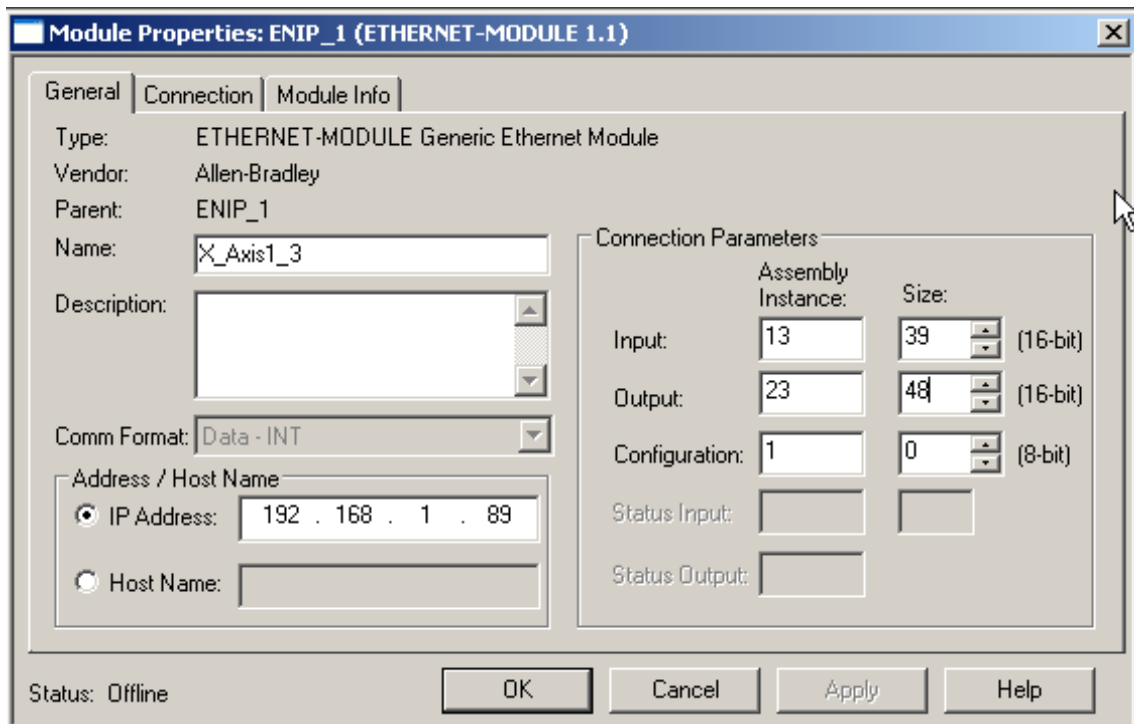 Module Properties: ENIP_1 (ETHERNET-MODULE 1.1)
General Connection Module Info
Type: ETHERNET-MODULE Generic Ethernet Module
Vendor: Allen-Bradley
Parent: ENIP_1
Name: X_Axis1_3
Description:
Comm Format: Data - INT
Address / Host Name
IP Address: 192 . 168 . 1 . 89
Host Name:
Connection Parameters
Assembly
Instance: Size:
Input: 13 39 (16-bit)
Output: 23 48 (16-bit)
Configuration: 1 0 (8-bit)
Status Input:
Status Output:
Status: Offline OK Cancel Apply Help